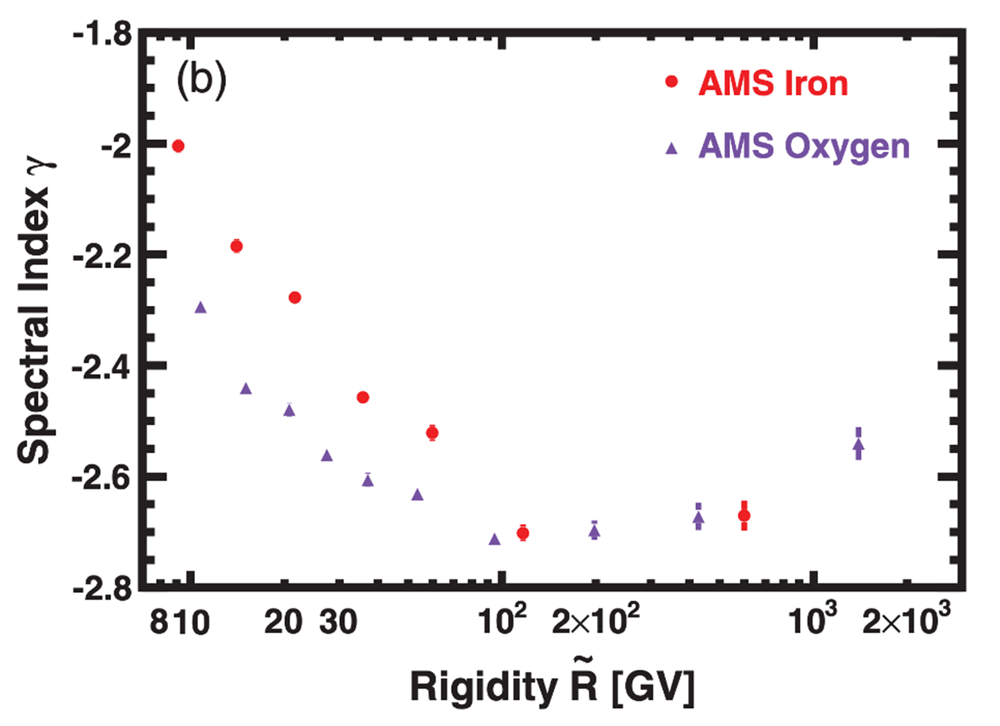 -1.8
(b)
AMS Iron
-2
AMS Oxygen
Spectral Index γ
-2.2
-2.4
-2.6
-2.8
8 10 20 30 10² 2×10² 10³ 2×10³
Rigidity R̃ [GV]